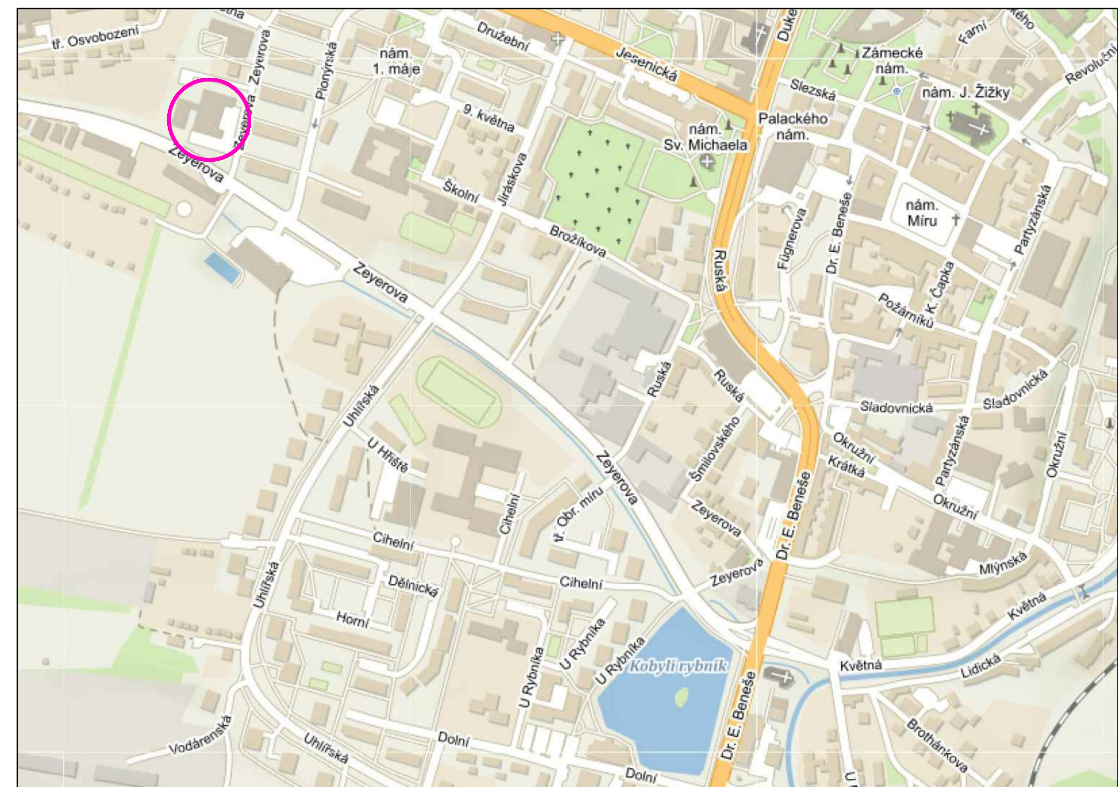 tř. Osvobození
Zeyerova
Pionýrská
nám.
1. máje
Družební
Jesenická
Duke
Zámecké
nám.
Farní
kého
Revoluční
Slezská
nám. J. Žižky
Palackého
nám.
9. května
nám.
Sv. Michaela
Zeyerova
Zeyerova
Školní
Jiráskova
Brožíkova
Fügnerova
Dr. E. Beneše
nám.
Míru
Partyzánská
Zeyerova
Ruská
K. Čapka
Požárníků
Uhlířská
Ruská
Ruská
Šmilovského
Sladovnická
Sladovnická
U Hřiště
Okružní
Krátká
Partyzánská
Okružní
Zeyerova
Cihelní
tř. Obr. míru
Zeyerova
Dr. E. Beneše
Okružní
Cihelní
Mlýnská
Uhlířská
Dělnická
Cihelní
Zeyerova
Květná
Horní
U Rybníka
U Rybníka
U Rybníka
Kobylí rybník
Květná
Lidická
Dr. E. Beneše
Vodárenská
Uhlířská
Dolní
Dolní
Brothánkova